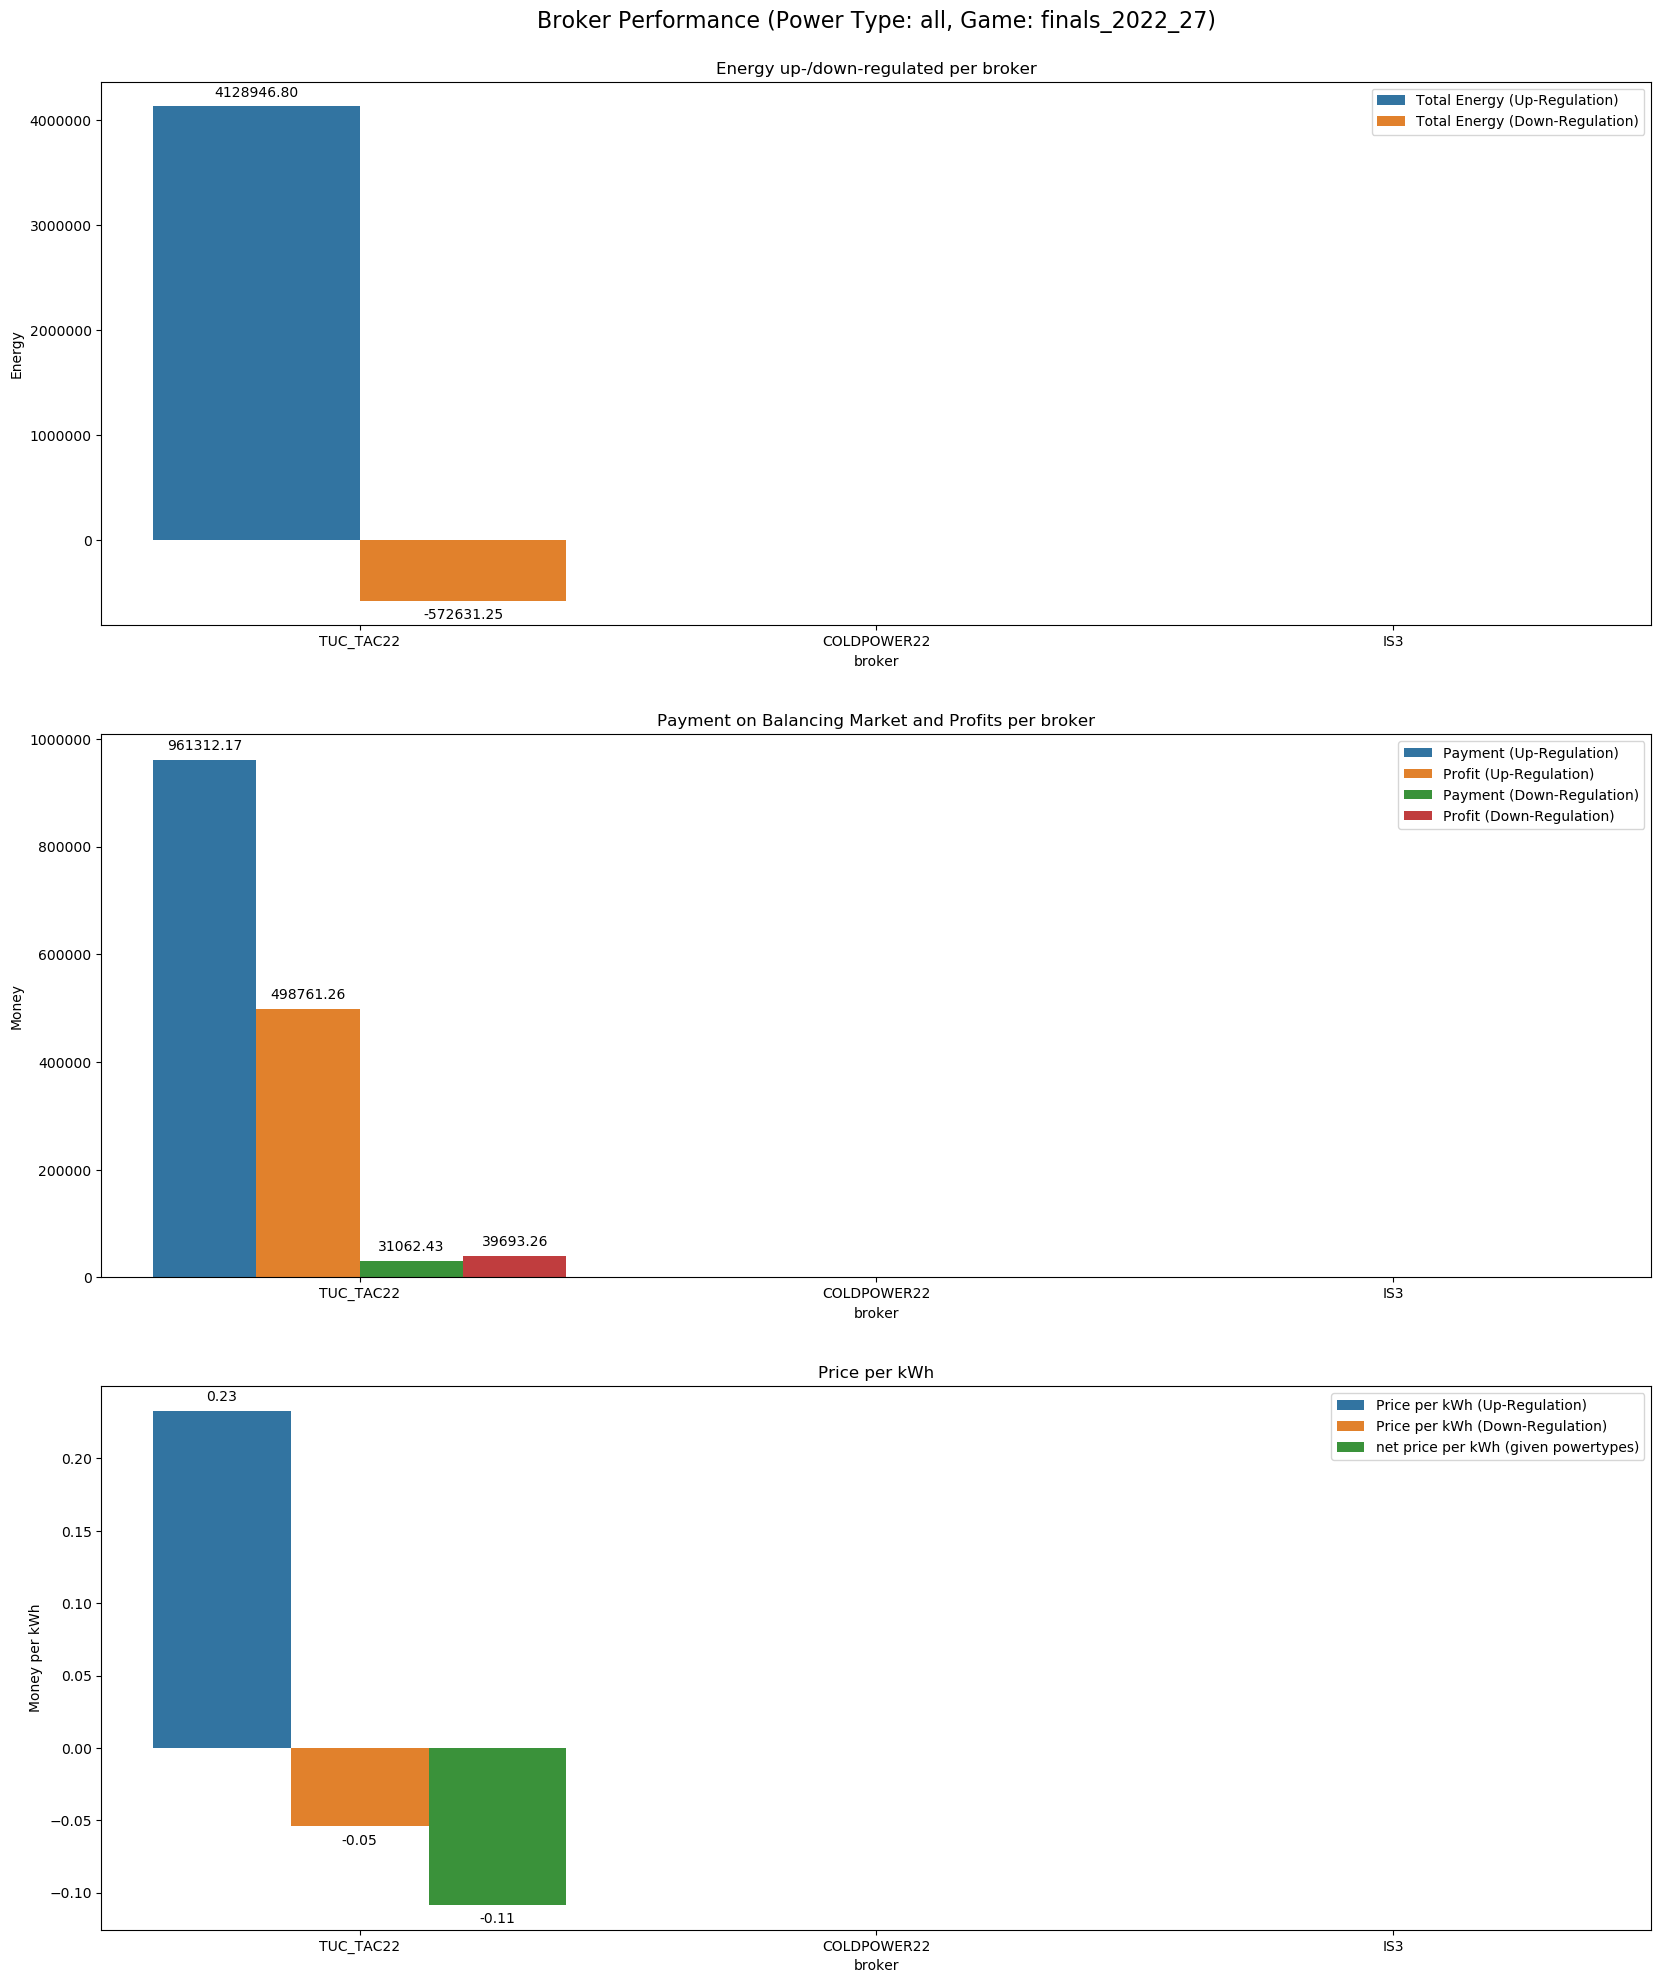 Broker Performance (Power Type: all, Game: finals_2022_27)
Energy up-/down-regulated per broker
4128946.80
Total Energy (Up-Regulation)
Total Energy (Down-Regulation)
4000000
3000000
2000000
1000000
0
Energy
-572631.25
TUC_TAC22 COLDPOWER22 IS3
broker
Payment on Balancing Market and Profits per broker
1000000
961312.17
Payment (Up-Regulation)
Profit (Up-Regulation)
Payment (Down-Regulation)
Profit (Down-Regulation)
800000
600000
498761.26
Money
400000
200000
31062.43
39693.26
0
TUC_TAC22 COLDPOWER22 IS3
broker
Price per kWh
0.23
Price per kWh (Up-Regulation)
Price per kWh (Down-Regulation)
net price per kWh (given powertypes)
0.20
0.15
0.10
Money per kWh
0.05
0.00
−0.05
-0.05
−0.10
-0.11
TUC_TAC22 COLDPOWER22 IS3
broker